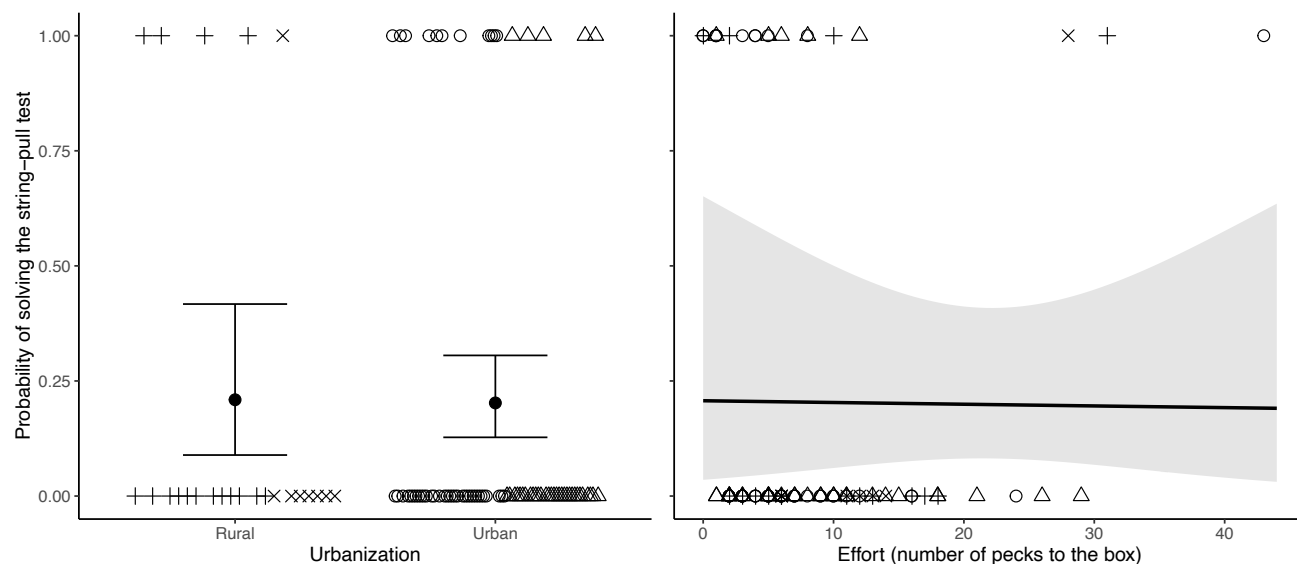 Probability of solving the string−pull test
1.00
0.75
0.50
0.25
0.00
Rural
Urban
Urbanization
0
10
20
30
40
Effort (number of pecks to the box)